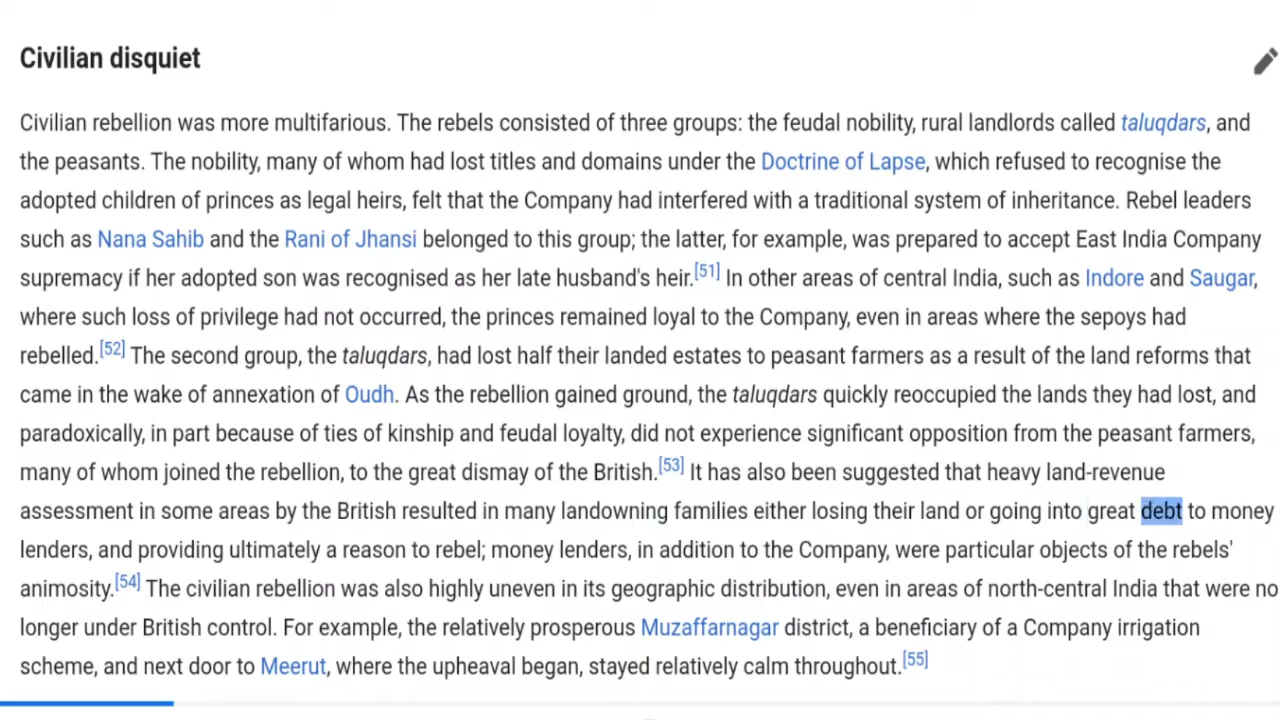 Civilian disquiet
Civilian rebellion was more multifarious. The rebels consisted of three groups: the feudal nobility, rural landlords called taluqdars, and
the peasants. The nobility, many of whom had lost titles and domains under the Doctrine of Lapse, which refused to recognise the
adopted children of princes as legal heirs, felt that the Company had interfered with a traditional system of inheritance. Rebel leaders
such as Nana Sahib and the Rani of Jhansi belonged to this group; the latter, for example, was prepared to accept East India Company
supremacy if her adopted son was recognised as her late husband's heir.[51] In other areas of central India, such as Indore and Saugar,
where such loss of privilege had not occurred, the princes remained loyal to the Company, even in areas where the sepoys had
rebelled.[52] The second group, the taluqdars, had lost half their landed estates to peasant farmers as a result of the land reforms that
came in the wake of annexation of Oudh. As the rebellion gained ground, the taluqdars quickly reoccupied the lands they had lost, and
paradoxically, in part because of ties of kinship and feudal loyalty, did not experience significant opposition from the peasant farmers,
many of whom joined the rebellion, to the great dismay of the British.[53] It has also been suggested that heavy land-revenue
assessment in some areas by the British resulted in many landowning families either losing their land or going into great debt to money
lenders, and providing ultimately a reason to rebel; money lenders, in addition to the Company, were particular objects of the rebels'
animosity.[54] The civilian rebellion was also highly uneven in its geographic distribution, even in areas of north-central India that were no
longer under British control. For example, the relatively prosperous Muzaffarnagar district, a beneficiary of a Company irrigation
scheme, and next door to Meerut, where the upheaval began, stayed relatively calm throughout.[55]